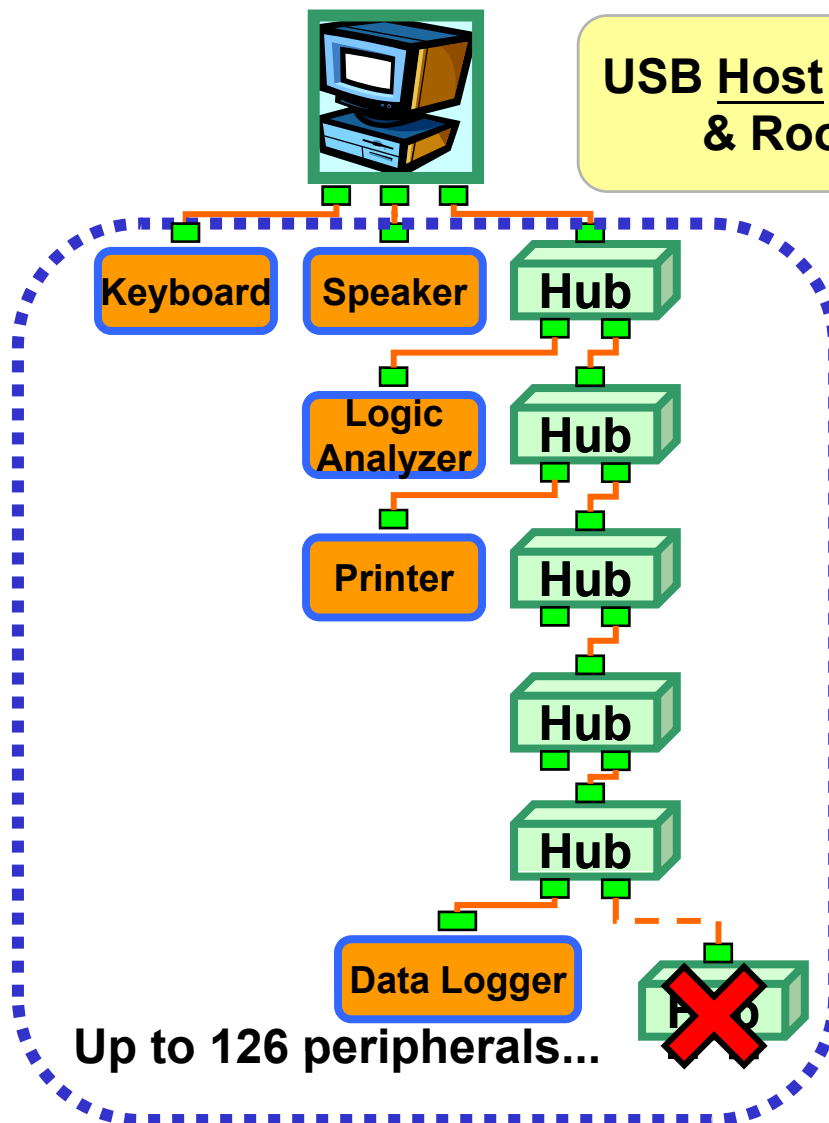 USB Host
& Roo
Keyboard
Speaker
Hub
Logic
Analyzer
Hub
Printer
Hub
Hub
Hub
Data Logger
Up to 126 peripherals...